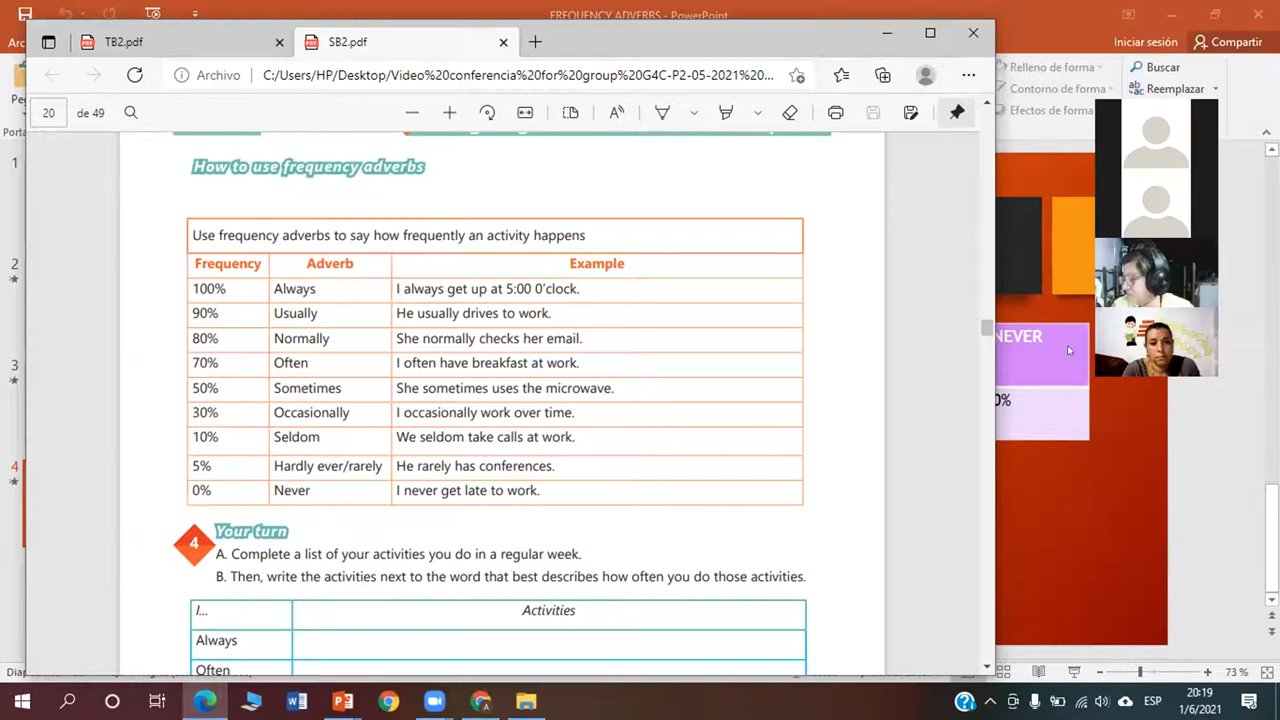 FREQUENCY ADVERBS - PowerPoint
TB2.pdf
SB2.pdf
Iniciar sesión
Compartir
Archivo
C:/Users/HP/Desktop/Video%20conferencia%20for%20group%20G4C-P2-05-2021%20...
Relleno de forma
Contorno de forma
Efectos de forma
Buscar
Reemplazar
20 de 49
How to use frequency adverbs
Use frequency adverbs to say how frequently an activity happens
Frequency Adverb Example
100% Always I always get up at 5:00 0'clock.
90% Usually He usually drives to work.
80% Normally She normally checks her email.
70% Often I often have breakfast at work.
50% Sometimes She sometimes uses the microwave.
30% Occasionally I occasionally work over time.
10% Seldom We seldom take calls at work.
5% Hardly ever/rarely He rarely has conferences.
0% Never I never get late to work.
4 Your turn
A. Complete a list of your activities you do in a regular week.
B. Then, write the activities next to the word that best describes how often you do those activities.
I... Activities
Always
Often
NEVER
0%
1
2
3
4
73 %
ESP
20:19
1/6/2021